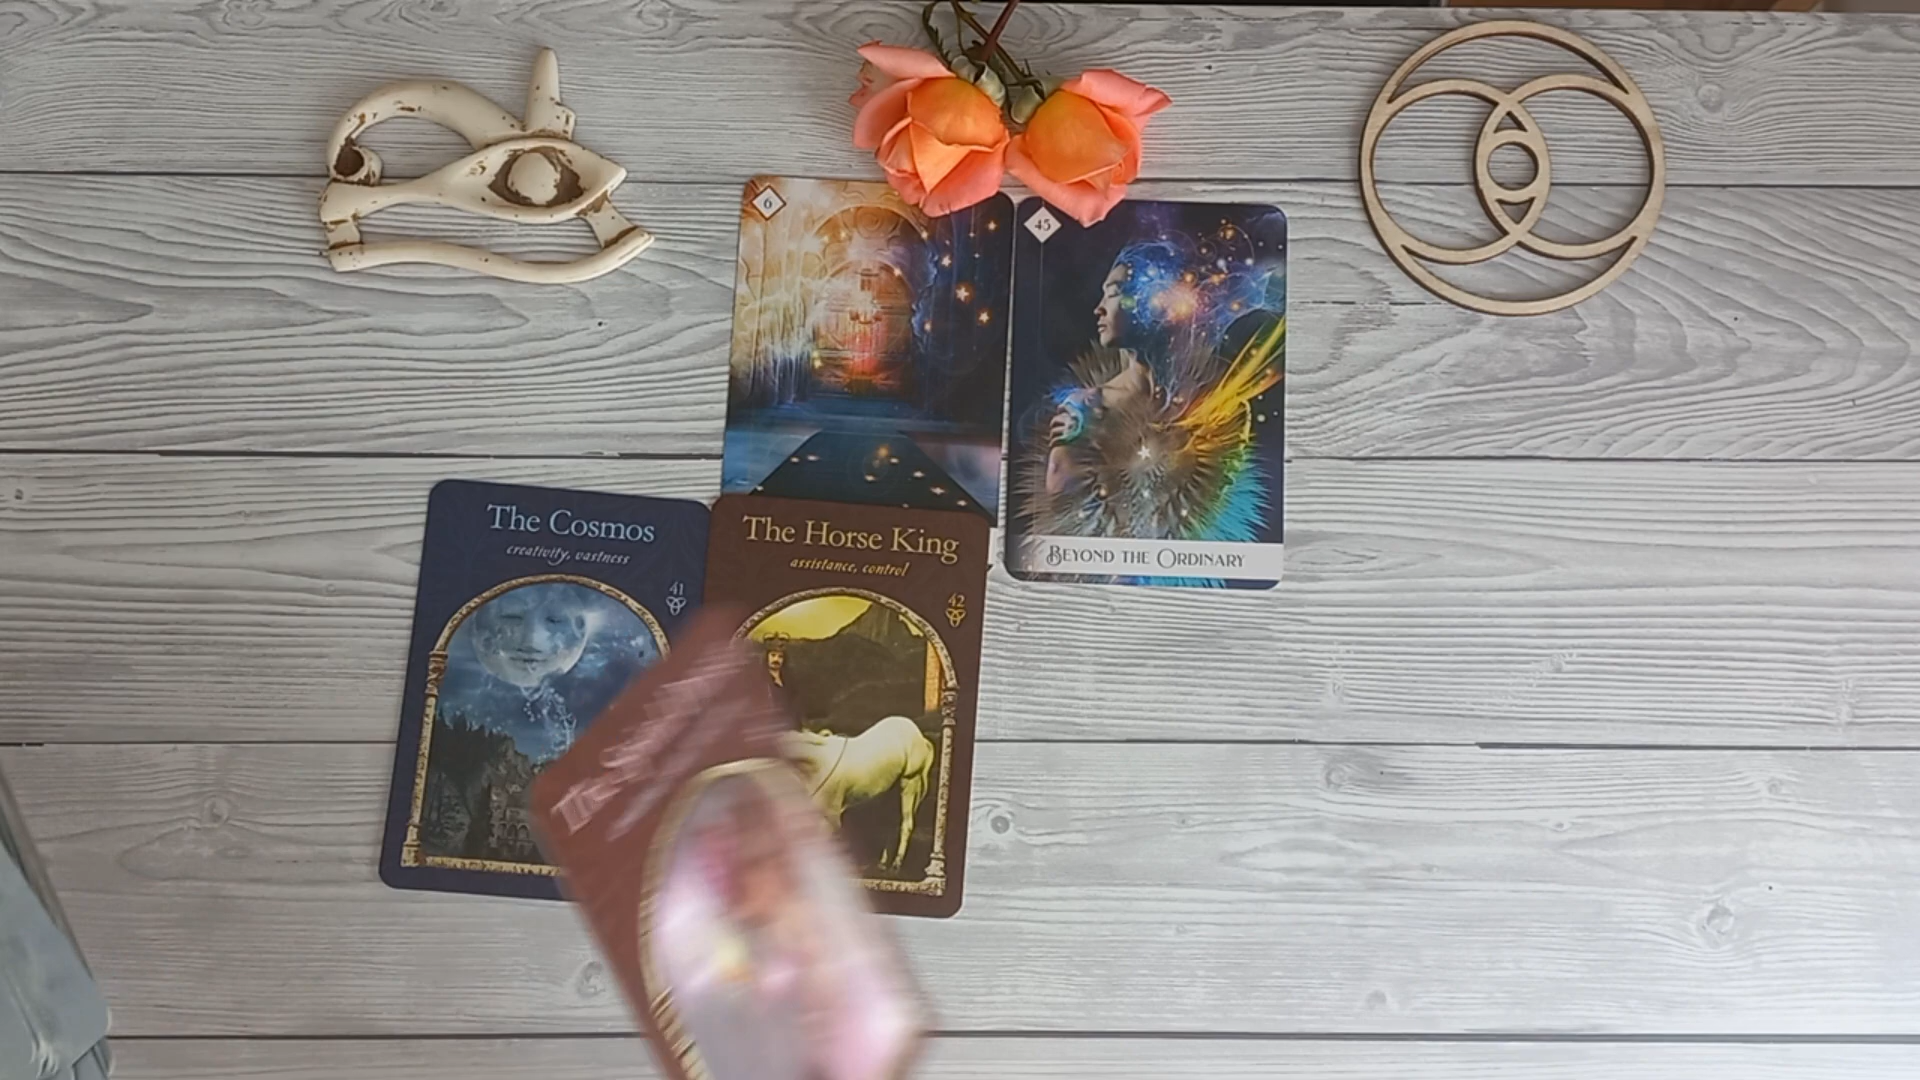 6
45
BEYOND THE ORDINARY
The Cosmos
creativity, vastness
41
The Horse King
assistance, control
42